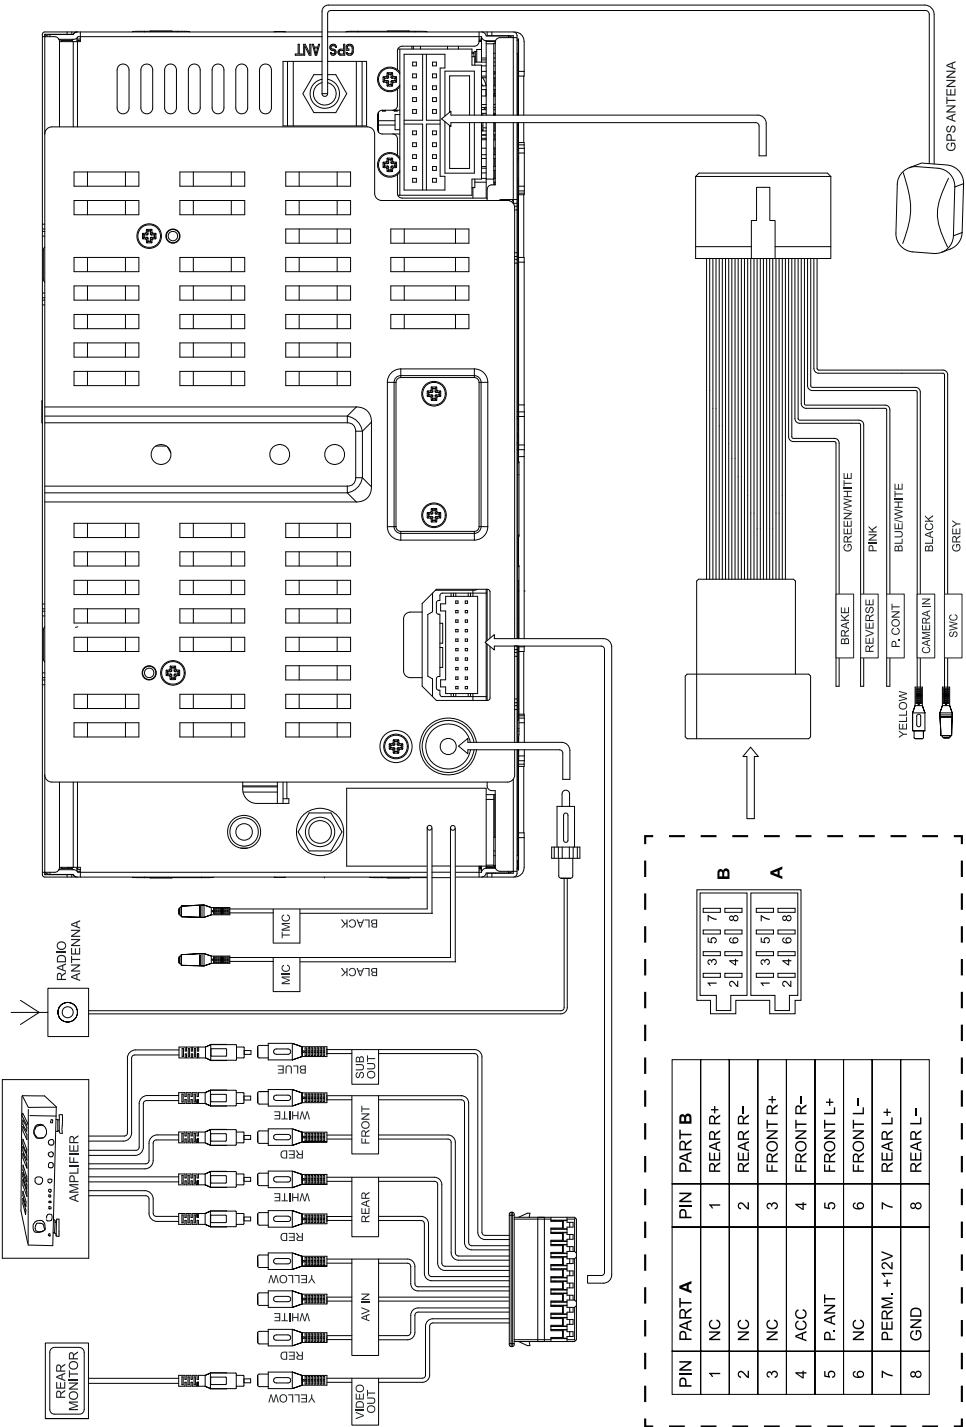 GPS ANT
GPS ANTENNA
RADIO
ANTENNA
TMC
BLACK
MIC
BLACK
AMPLIFIER
REAR
MONITOR
BLUE
SUB
OUT
WHITE
FRONT
RED
WHITE
REAR
RED
YELLOW
AV IN
WHITE
RED
YELLOW
VIDEO
OUT
BRAKE
GREEN/WHITE
REVERSE
PINK
P. CONT
BLUE/WHITE
YELLOW
CAMERA IN
BLACK
SWC
GREY
1 3 5 7
2 4 6 8
B
1 3 5 7
2 4 6 8
A
PIN PART A PIN PART B
1 NC 1 REAR R+
2 NC 2 REAR R-
3 NC 3 FRONT R+
4 ACC 4 FRONT R-
5 P. ANT 5 FRONT L+
6 NC 6 FRONT L-
7 PERM. +12V 7 REAR L+
8 GND 8 REAR L-